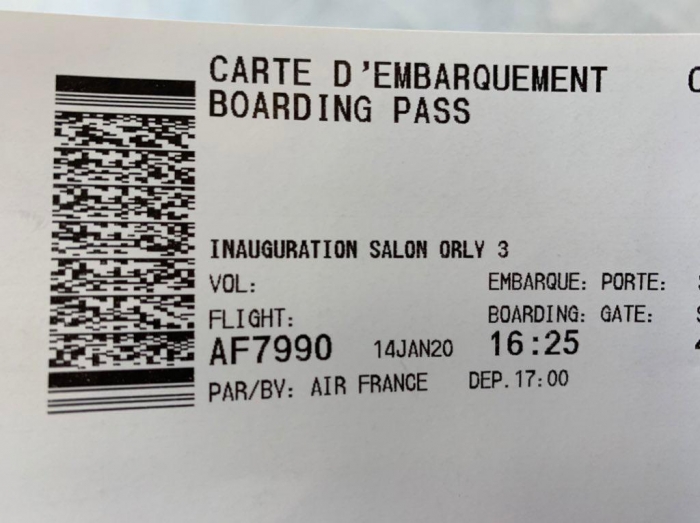 CARTE D'EMBARQUEMENT
BOARDING PASS
INAUGURATION SALON ORLY 3
VOL: EMBARQUE: PORTE:
FLIGHT: BOARDING: GATE:
AF7990 14JAN20 16:25
PAR/BY: AIR FRANCE DEP.17:00